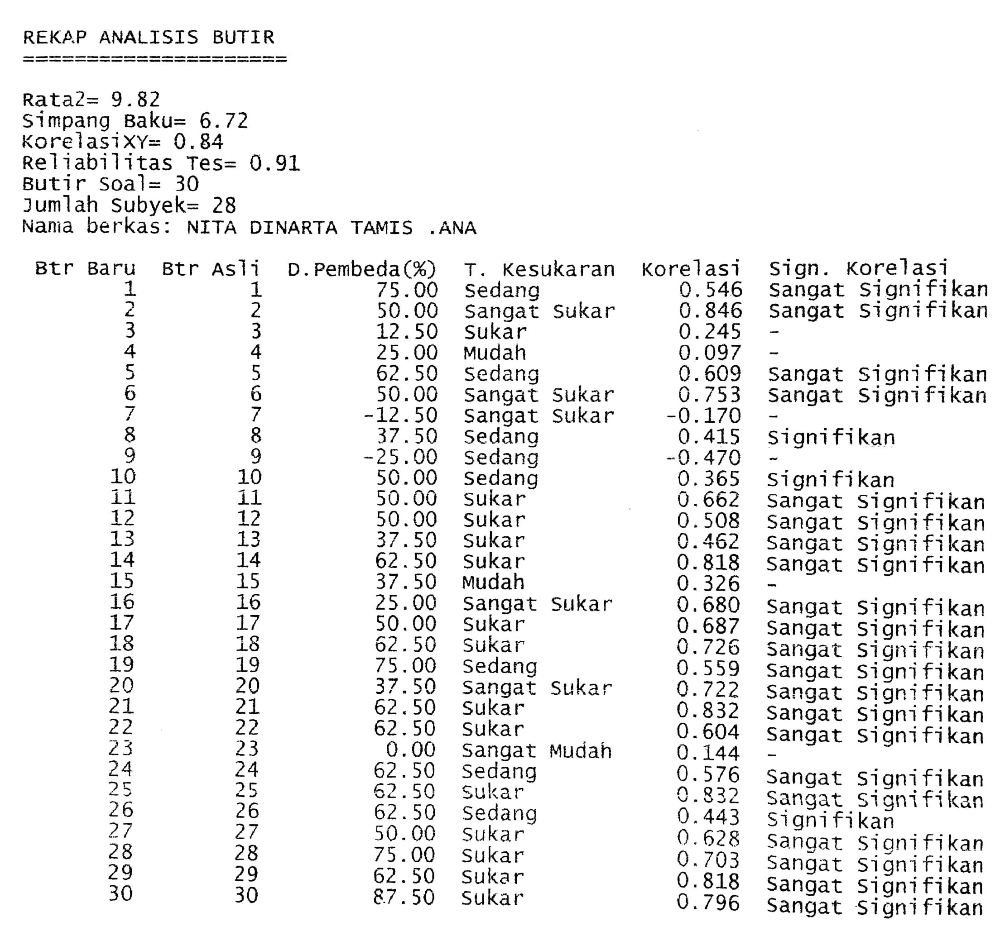 REKAP ANALISIS BUTIR
=====================
Rata2= 9.82
Simpang Baku= 6.72
KorelasiXY= 0.84
Reliabilitas Tes= 0.91
Butir Soal= 30
Jumlah Subyek= 28
Nama berkas: NITA DINARTA TAMIS .ANA
Btr Baru Btr Asli D.Pembeda(%) T. Kesukaran Korelasi Sign. Korelasi
1 1 75.00 Sedang 0.546 Sangat Signifikan
2 2 50.00 Sangat Sukar 0.846 Sangat Signifikan
3 3 12.50 Sukar 0.245 -
4 4 25.00 Mudah 0.097 -
5 5 62.50 Sedang 0.609 Sangat Signifikan
6 6 50.00 Sangat Sukar 0.753 Sangat Signifikan
7 7 -12.50 Sangat Sukar -0.170 -
8 8 37.50 Sedang 0.415 Signifikan
9 9 -25.00 Sedang -0.470 -
10 10 50.00 Sedang 0.365 Signifikan
11 11 50.00 Sukar 0.662 Sangat Signifikan
12 12 50.00 Sukar 0.508 Sangat Signifikan
13 13 37.50 Sukar 0.462 Sangat Signifikan
14 14 62.50 Sukar 0.818 Sangat Signifikan
15 15 37.50 Mudah 0.326 -
16 16 25.00 Sangat Sukar 0.680 Sangat Signifikan
17 17 50.00 Sukar 0.687 Sangat Signifikan
18 18 62.50 Sukar 0.726 Sangat Signifikan
19 19 75.00 Sedang 0.559 Sangat Signifikan
20 20 37.50 Sangat Sukar 0.722 Sangat Signifikan
21 21 62.50 Sukar 0.832 Sangat Signifikan
22 22 62.50 Sukar 0.604 Sangat Signifikan
23 23 0.00 Sangat Mudah 0.144 -
24 24 62.50 Sedang 0.576 Sangat Signifikan
25 25 62.50 Sukar 0.832 Sangat Signifikan
26 26 62.50 Sedang 0.443 Signifikan
27 27 50.00 Sukar 0.628 Sangat Signifikan
28 28 75.00 Sukar 0.703 Sangat Signifikan
29 29 62.50 Sukar 0.818 Sangat Signifikan
30 30 87.50 Sukar 0.796 Sangat Signifikan